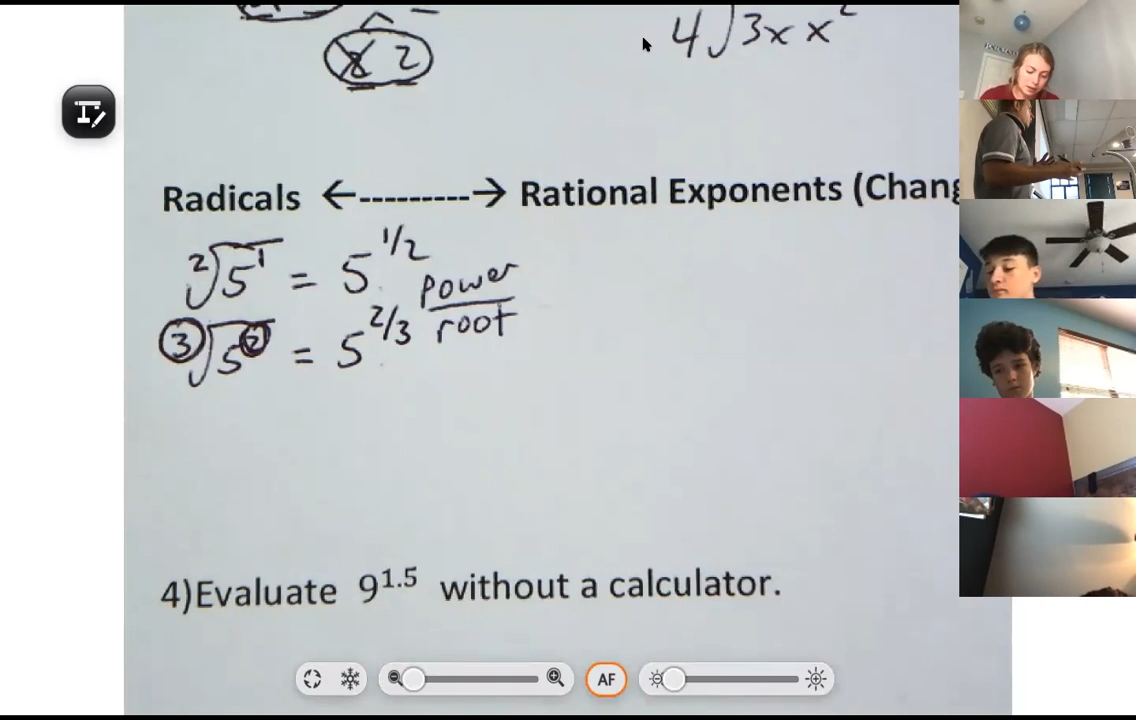 4√3x x²
x 2
Radicals <---------> Rational Exponents (Chang
²√5¹ = 5^1/2
power
³√5² = 5^2/3 root
4)Evaluate 9^1.5 without a calculator.
AF